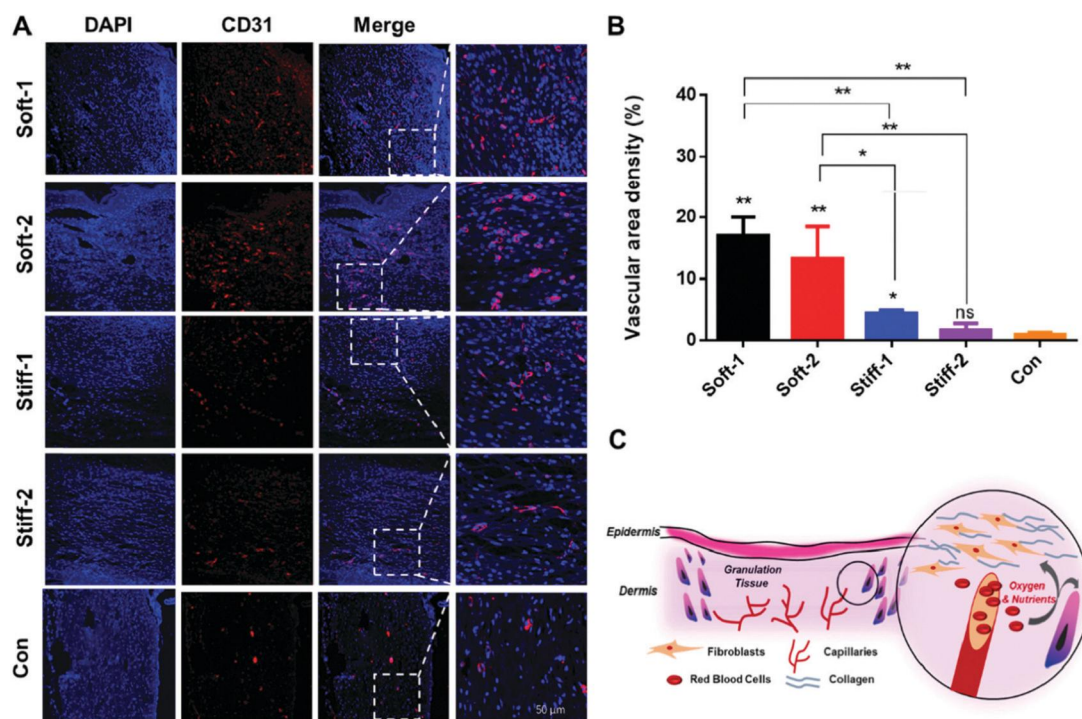 A
DAPI
CD31
Merge
Soft-1
Soft-2
Stiff-1
Stiff-2
Con
50 μm
B
Vascular area density (%)
40
30
20
10
0
**
**
**
*
**
**
*
ns
Soft-1
Soft-2
Stiff-1
Stiff-2
Con
C
Epidermis
Dermis
Granulation
Tissue
Oxygen
& Nutrients
Fibroblasts
Capillaries
Red Blood Cells
Collagen